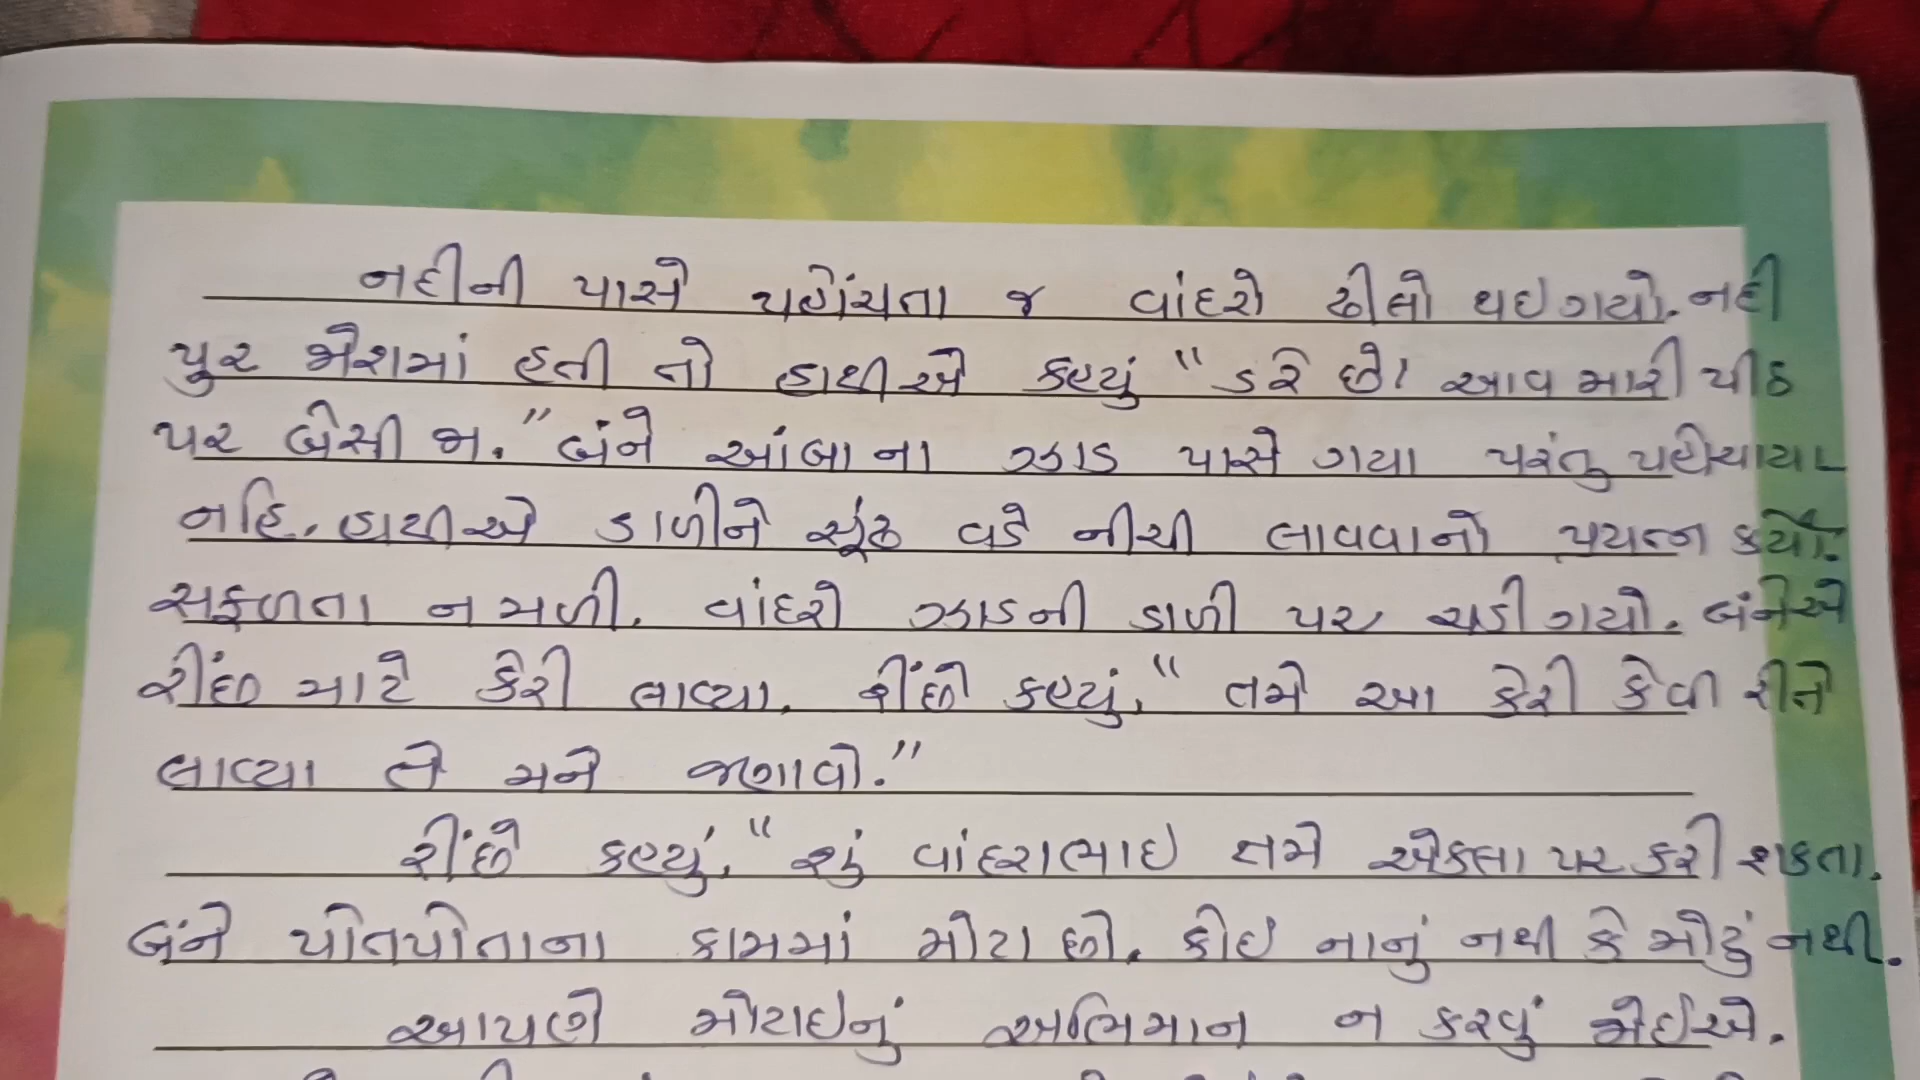 નદીની પાસે પહોંચતા જ વાંદરો ઢીલો થઇ ગયો. નદી
પુર જોશમાં હતી તો હાથીએ કહ્યું " ડરે છે! આવ મારી પીઠ
પર બેસી જા." બંને આંબાના ઝાડ પાસે ગયા પરંતુ પહોચાયા
નહિ. હાથીએ ડાળીને સૂંઢ વડે નીચી લાવવાનો પ્રયત્ન કર્યો.
સફળતા ન મળી. વાંદરો ઝાડની ડાળી પર ચડી ગયો. બંનેએ
રીંછ માટે કેરી લાવ્યા. રીંછે કહ્યું, " તમે આ કેરી કેવી રીતે
લાવ્યા તે મને જણાવો."
રીંછે કહ્યું, " શું વાંદરાભાઇ તમે એકલા પર કરી શકતા.
બંને પોતપોતાના કામમાં મોટા છો. કોઇ નાનું નથી કે મોટું નથી.
આપણે મોટાઇનું અભિમાન ન કરવું જોઈએ.